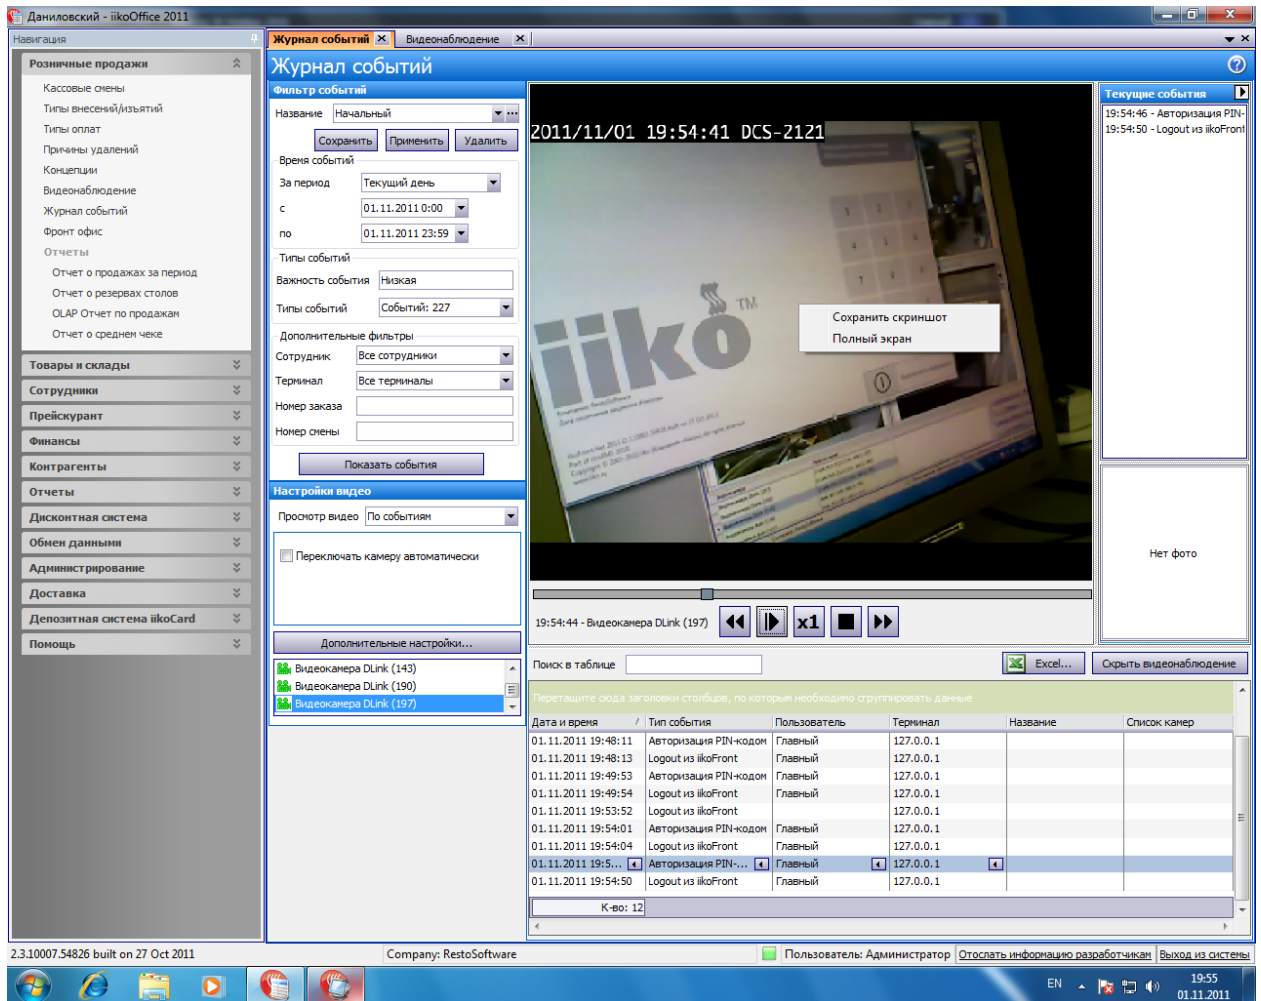 Даниловский - iikoOffice 2011
Навигация
Розничные продажи
Кассовые смены
Типы внесений/изъятий
Типы оплат
Причины удалений
Концепции
Видеонаблюдение
Журнал событий
Фронт офис
Отчеты
Отчет о продажах за период
Отчет о резервах столов
OLAP Отчет по продажам
Отчет о среднем чеке
Товары и склады
Сотрудники
Прейскурант
Финансы
Контрагенты
Отчеты
Дисконтная система
Обмен данными
Администрирование
Доставка
Депозитная система iikoCard
Помощь
Журнал событий
Видеонаблюдение
Журнал событий
Фильтр событий
Название Начальный
Сохранить Применить Удалить
Время событий
За период Текущий день
с 01.11.2011 0:00
по 01.11.2011 23:59
Типы событий
Важность события Низкая
Типы событий Событий: 227
Дополнительные фильтры
Сотрудник Все сотрудники
Терминал Все терминалы
Номер заказа
Номер смены
Показать события
Настройки видео
Просмотр видео По событиям
Переключать камеру автоматически
Дополнительные настройки...
Видеокамера DLink (143)
Видеокамера DLink (190)
Видеокамера DLink (197)
2011/11/01 19:54:41 DCS-2121
iiko TM
Сохранить скриншот
Полный экран
19:54:44 - Видеокамера DLink (197)
x1
Текущие события
19:54:46 - Авторизация PIN-
19:54:50 - Logout из iikoFront
Нет фото
Поиск в таблице
Excel...
Скрыть видеонаблюдение
Перетащите сюда заголовки столбцов, по которым необходимо сгруппировать данные
Дата и время Тип события Пользователь Терминал Название Список камер
01.11.2011 19:48:11 Авторизация PIN-кодом Главный 127.0.0.1
01.11.2011 19:48:13 Logout из iikoFront Главный 127.0.0.1
01.11.2011 19:49:53 Авторизация PIN-кодом Главный 127.0.0.1
01.11.2011 19:49:54 Logout из iikoFront Главный 127.0.0.1
01.11.2011 19:53:52 Logout из iikoFront 127.0.0.1
01.11.2011 19:54:01 Авторизация PIN-кодом Главный 127.0.0.1
01.11.2011 19:54:04 Logout из iikoFront Главный 127.0.0.1
01.11.2011 19:5... Авторизация PIN-... Главный 127.0.0.1
01.11.2011 19:54:50 Logout из iikoFront Главный 127.0.0.1
К-во: 12
2.3.10007.54826 built on 27 Oct 2011
Company: RestoSoftware
Пользователь: Администратор
Отослать информацию разработчикам
Выход из системы
EN
19:55
01.11.2011